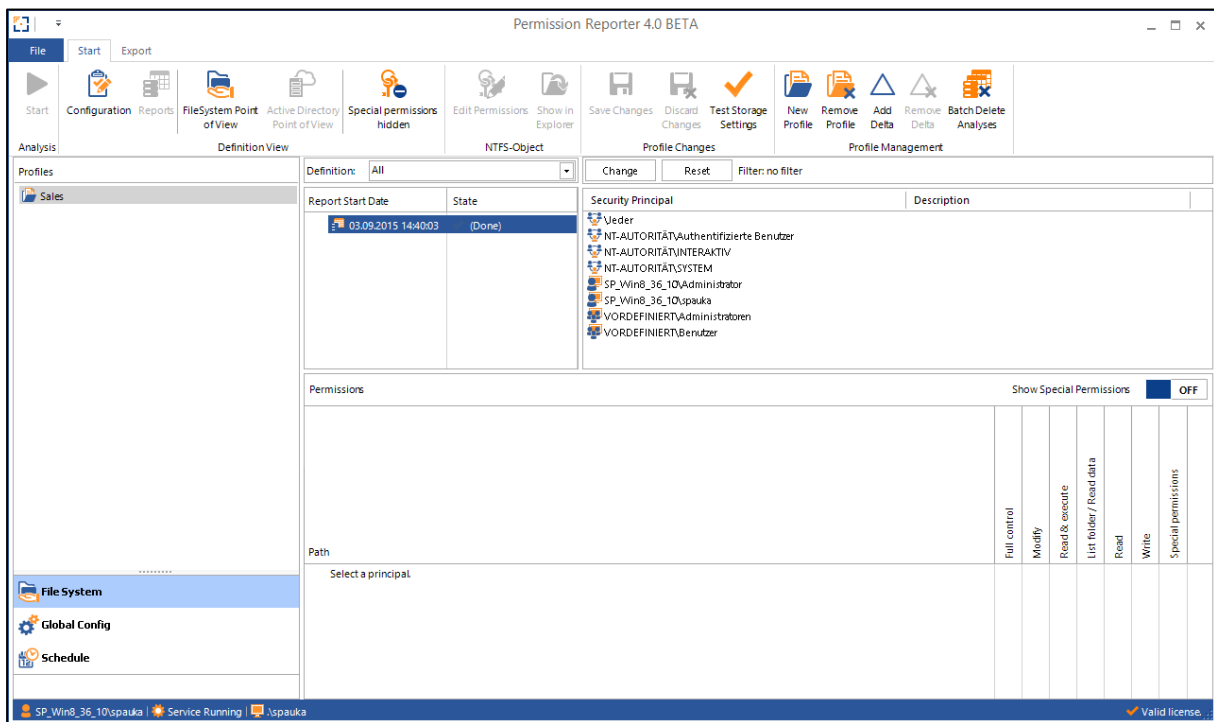 Permission Reporter 4.0 BETA
File Start Export
Start Configuration Reports FileSystem Point of View Active Directory Point of View Special permissions hidden Edit Permissions Show in Explorer Save Changes Discard Changes Test Storage Settings New Profile Remove Profile Add Delta Remove Delta Batch Delete Analyses
Analysis Definition View NTFS-Object Profile Changes Profile Management
Profiles Definition: All Change Reset Filter: no filter
Sales
Report Start Date State Security Principal Description
03.09.2015 14:40:03 (Done)
\Jeder
NT-AUTORITÄT\Authentifizierte Benutzer
NT-AUTORITÄT\INTERAKTIV
NT-AUTORITÄT\SYSTEM
SP_Win8_36_10\Administrator
SP_Win8_36_10\spauka
VORDEFINIERT\Administratoren
VORDEFINIERT\Benutzer
Permissions Show Special Permissions OFF
Path Full control Modify Read & execute List folder / Read data Read Write Special permissions
Select a principal.
File System
Global Config
Schedule
SP_Win8_36_10\spauka | Service Running | .\spauka Valid license.